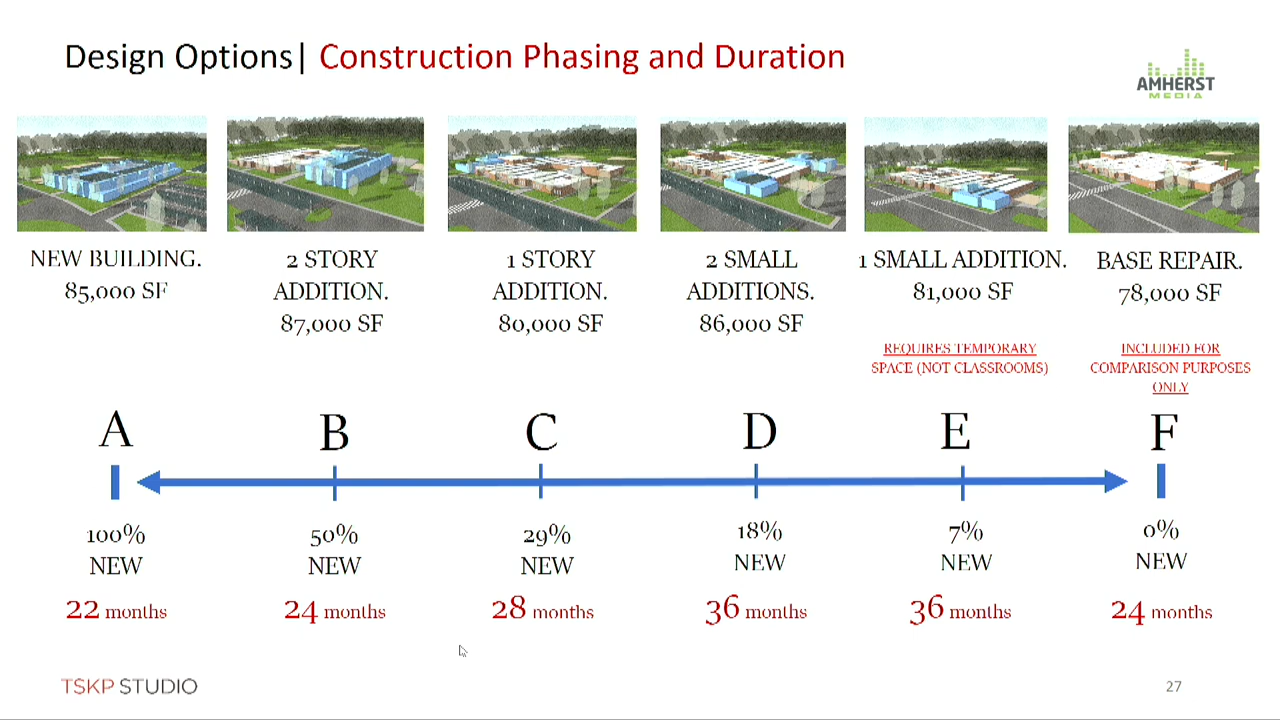 Design Options| Construction Phasing and Duration
AMHERST
MEDIA
NEW BUILDING.
85,000 SF
2 STORY
ADDITION.
87,000 SF
1 STORY
ADDITION.
80,000 SF
2 SMALL
ADDITIONS.
86,000 SF
1 SMALL ADDITION.
81,000 SF
REQUIRES TEMPORARY
SPACE (NOT CLASSROOMS)
BASE REPAIR.
78,000 SF
INCLUDED FOR
COMPARISON PURPOSES
ONLY
A B C D E F
100%
NEW
22 months
50%
NEW
24 months
29%
NEW
28 months
18%
NEW
36 months
7%
NEW
36 months
0%
NEW
24 months
TSKP STUDIO
27